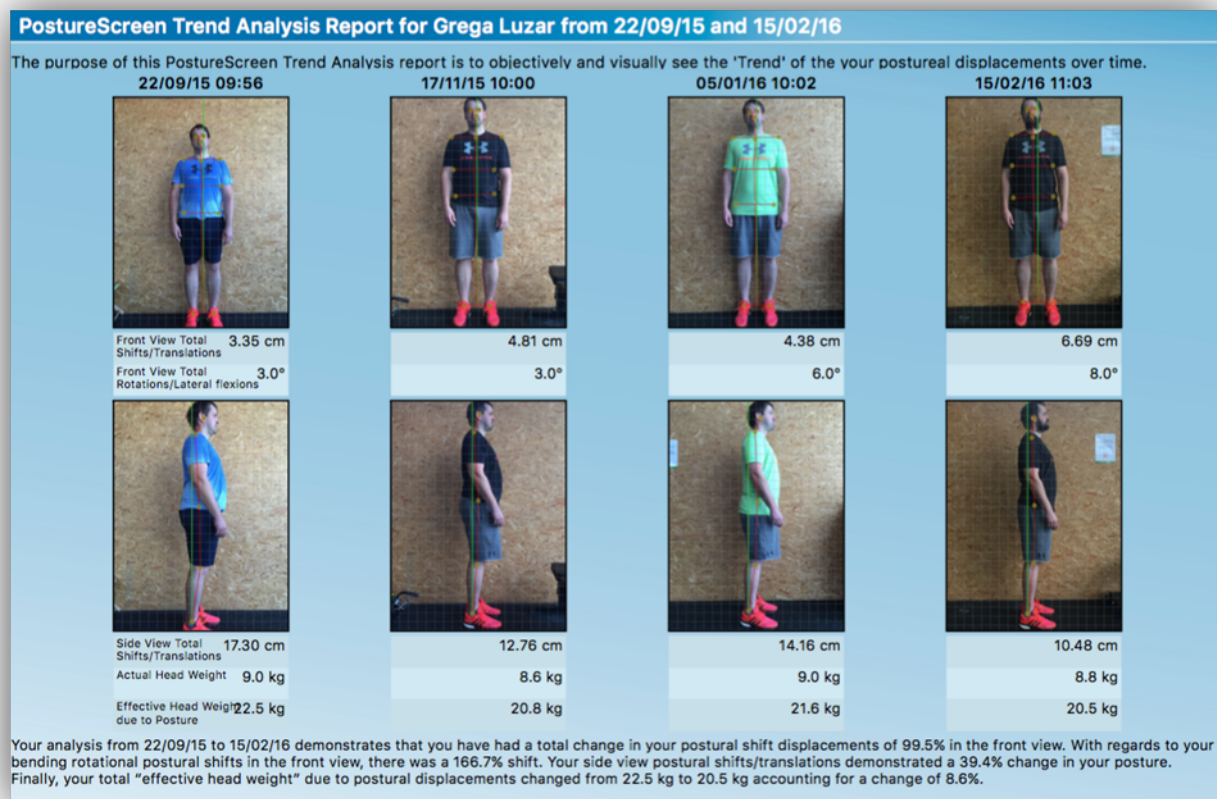 PostureScreen Trend Analysis Report for Grega Luzar from 22/09/15 and 15/02/16
The purpose of this PostureScreen Trend Analysis report is to objectively and visually see the 'Trend' of the your postureal displacements over time.
22/09/15 09:56 17/11/15 10:00 05/01/16 10:02 15/02/16 11:03
Front View Total Shifts/Translations 3.35 cm 4.81 cm 4.38 cm 6.69 cm
Front View Total Rotations/Lateral flexions 3.0° 3.0° 6.0° 8.0°
Side View Total Shifts/Translations 17.30 cm 12.76 cm 14.16 cm 10.48 cm
Actual Head Weight 9.0 kg 8.6 kg 9.0 kg 8.8 kg
Effective Head Weight due to Posture 22.5 kg 20.8 kg 21.6 kg 20.5 kg
Your analysis from 22/09/15 to 15/02/16 demonstrates that you have had a total change in your postural shift displacements of 99.5% in the front view. With regards to your
bending rotational postural shifts in the front view, there was a 166.7% shift. Your side view postural shifts/translations demonstrated a 39.4% change in your posture.
Finally, your total "effective head weight" due to postural displacements changed from 22.5 kg to 20.5 kg accounting for a change of 8.6%.